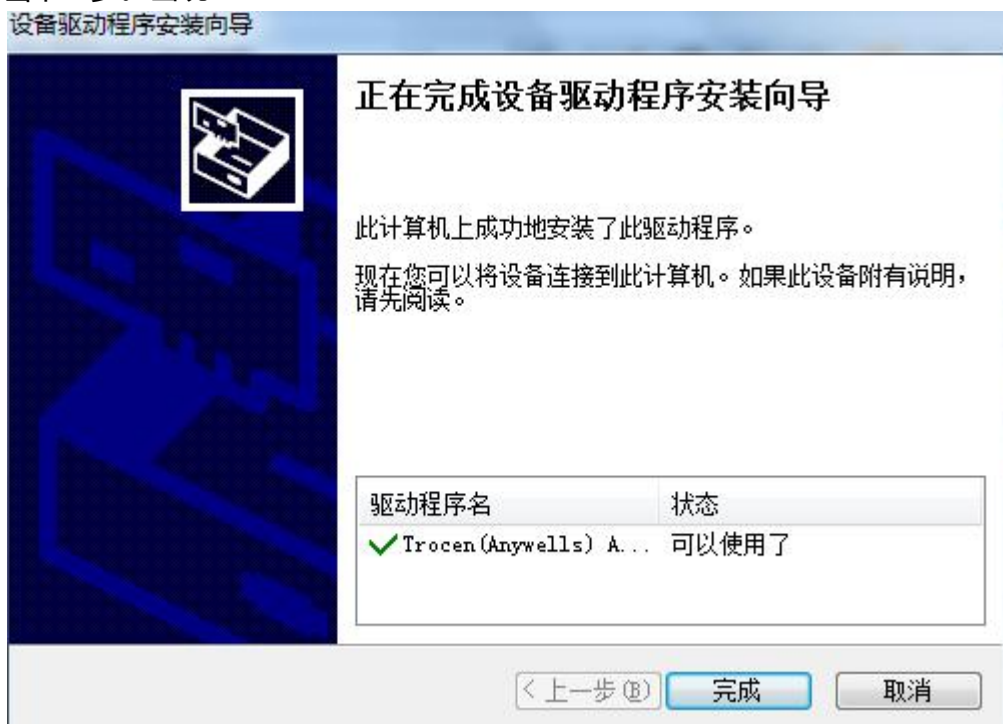 设备驱动程序安装向导
正在完成设备驱动程序安装向导
此计算机上成功地安装了此驱动程序。
现在您可以将设备连接到此计算机。如果此设备附有说明，
请先阅读。
驱动程序名 状态
Trocen(Anywells) A... 可以使用了
< 上一步(B) 完成 取消